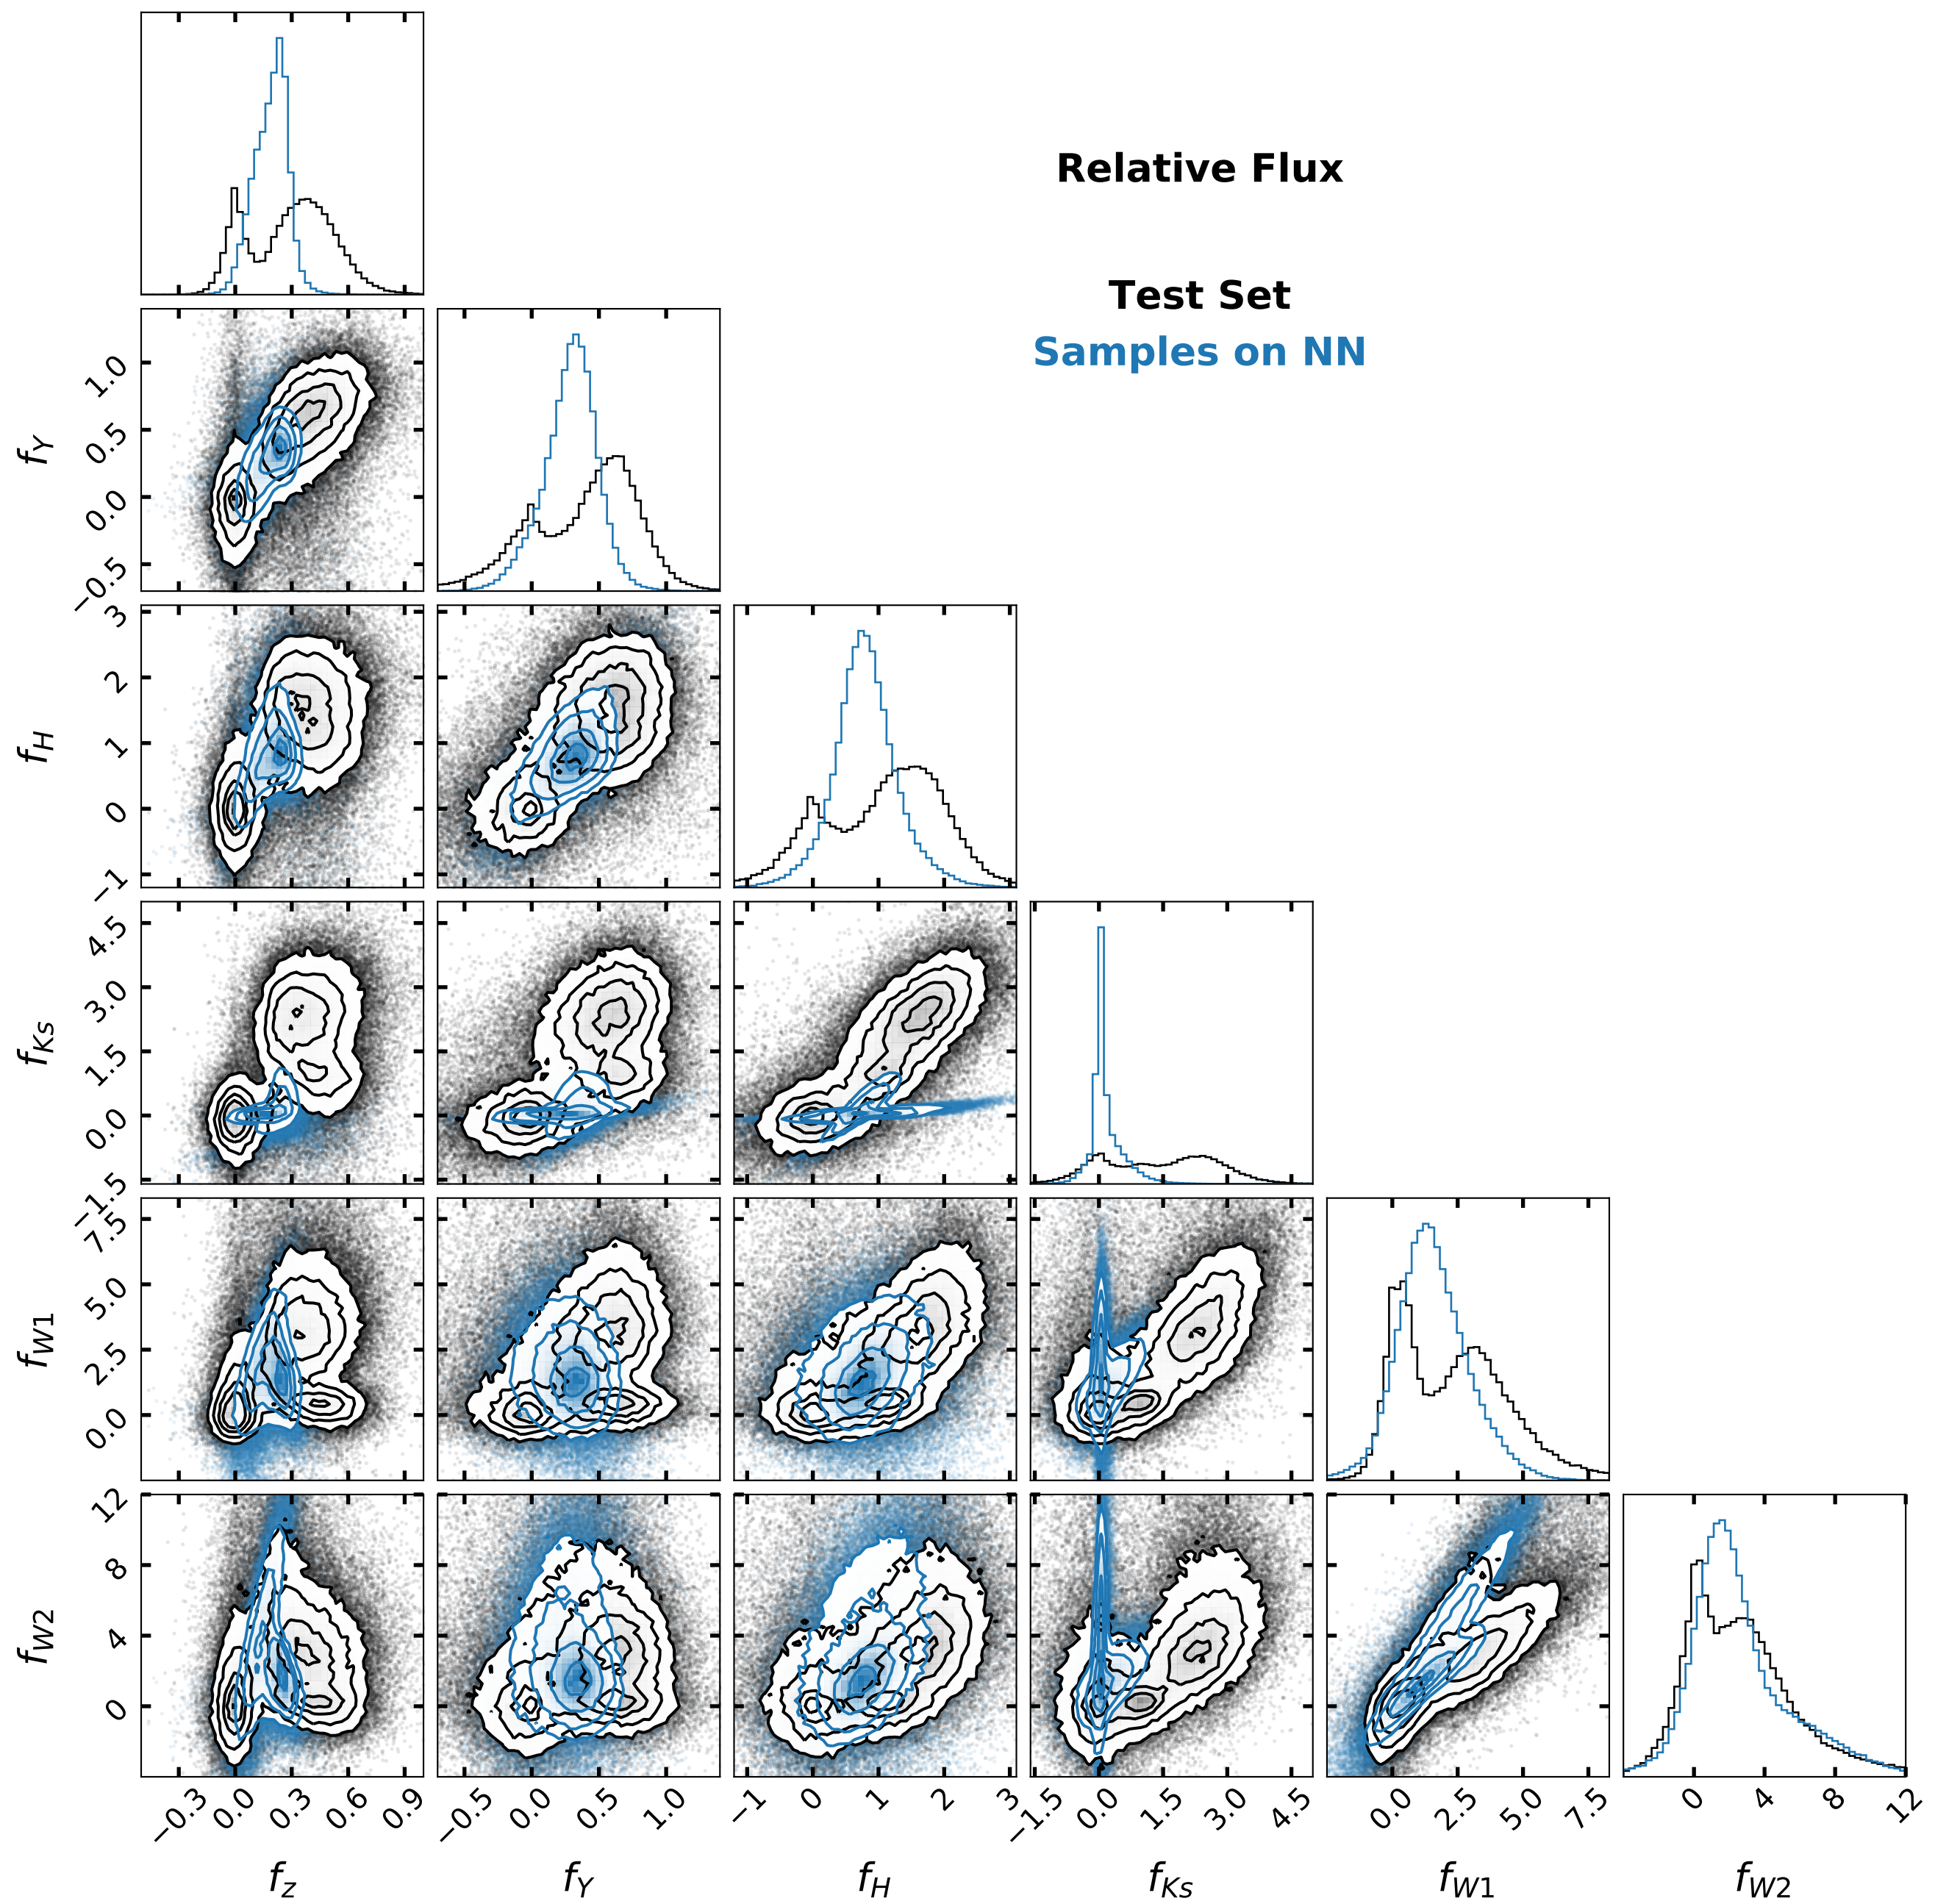 Relative Flux
Test Set
Samples on NN
1.0
0.5
0.0
−0.5
f_Y
3
2
1
0
−1
f_H
4.5
3.0
1.5
0.0
−1.5
f_Ks
7.5
5.0
2.5
0.0
f_W1
12
8
4
0
f_W2
−0.3 0.0 0.3 0.6 0.9 −0.5 0.0 0.5 1.0 −1 0 1 2 3 −1.5 0.0 1.5 3.0 4.5 0.0 2.5 5.0 7.5 0 4 8 12
f_z f_Y f_H f_Ks f_W1 f_W2